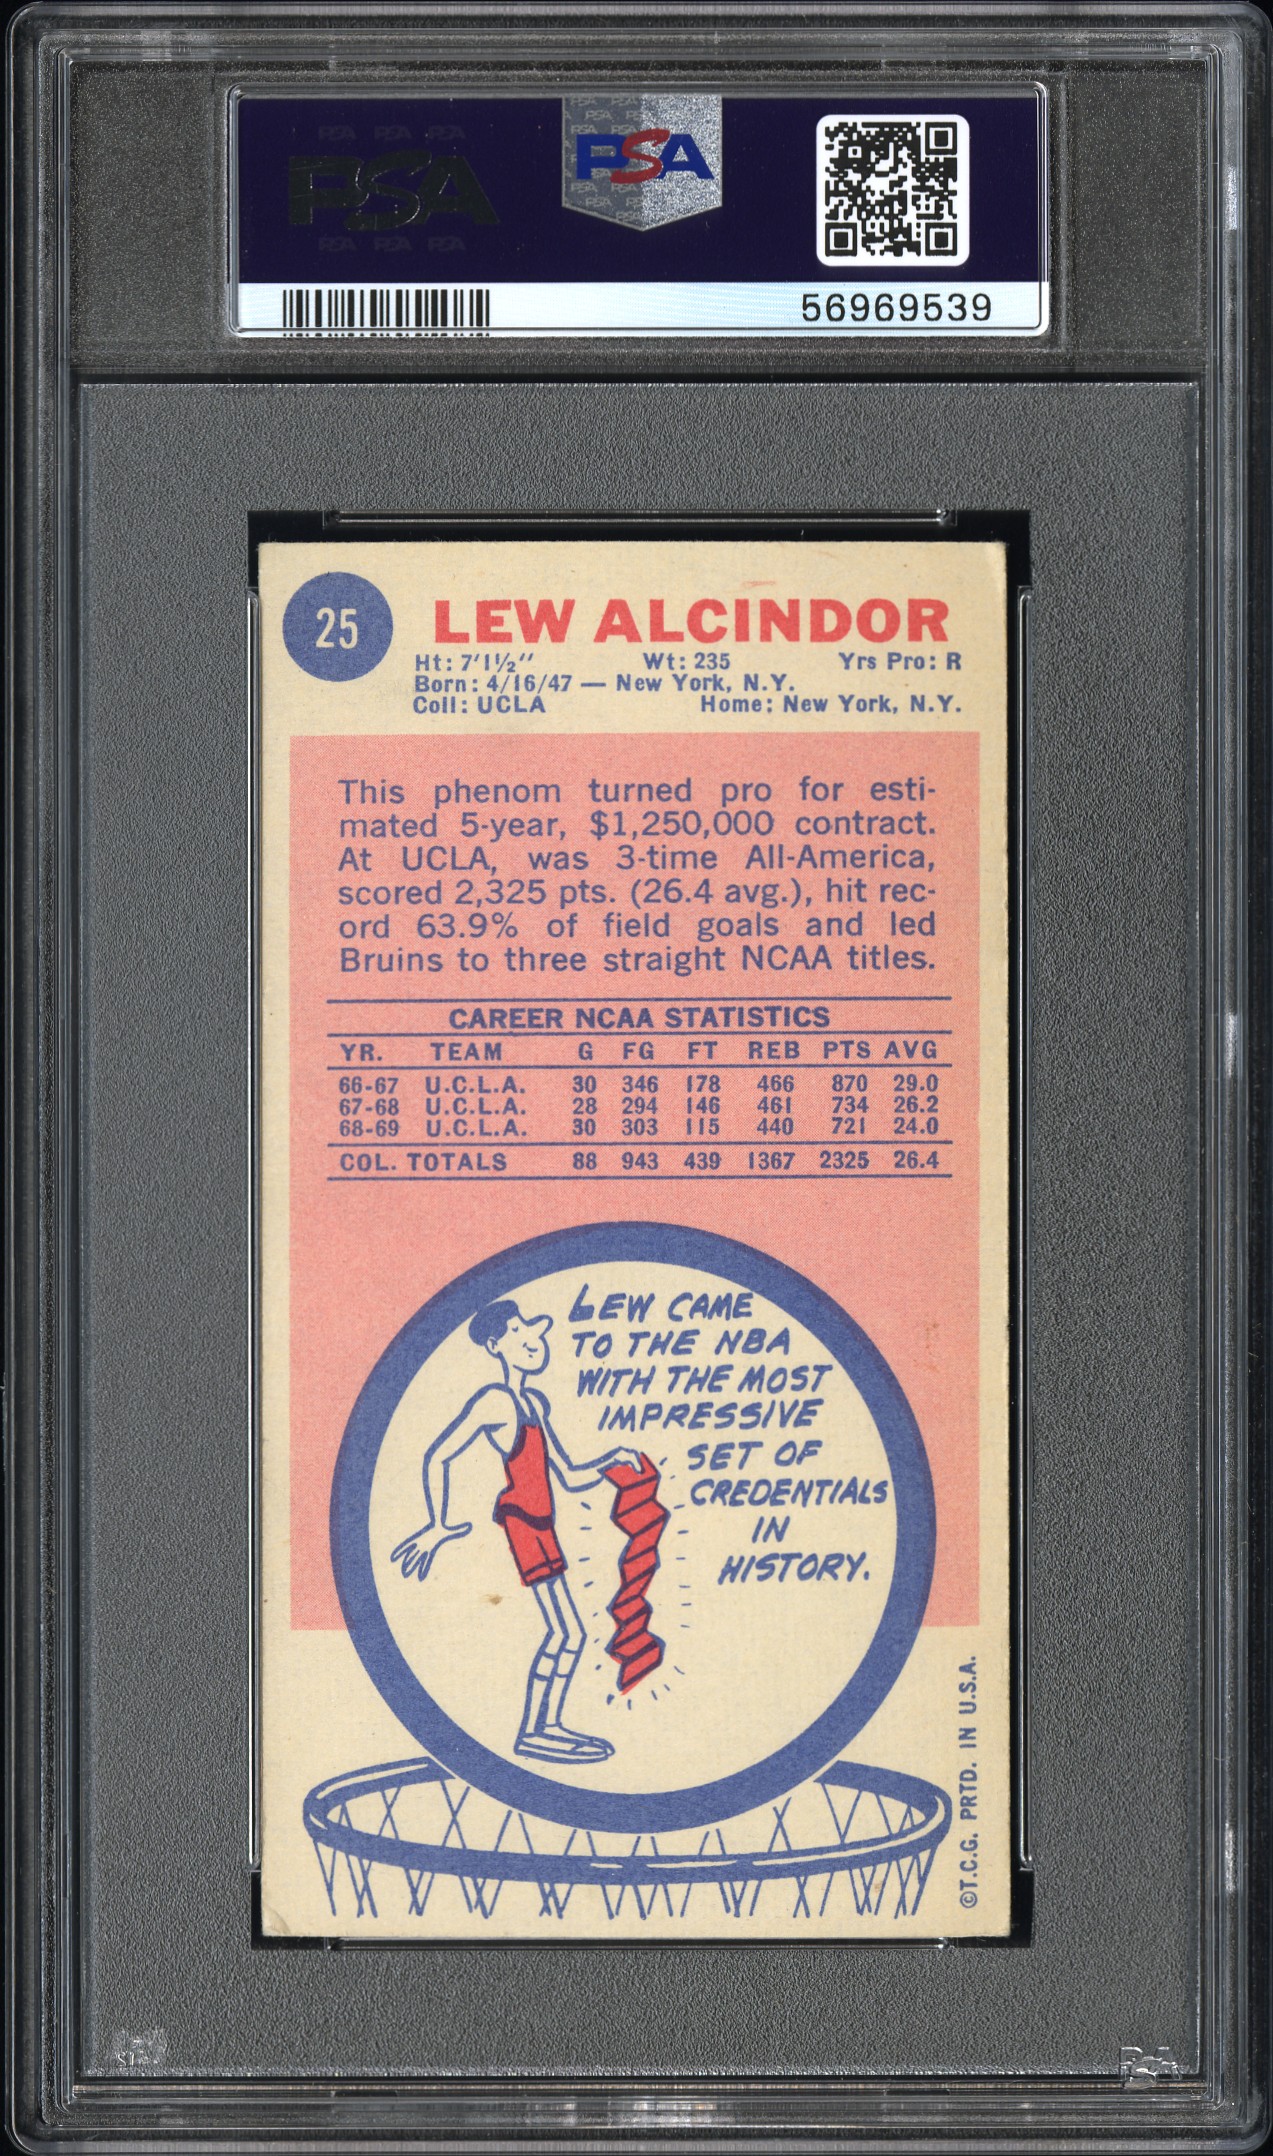 PSA PSA PSA
PSA
PSA PSA PSA
PSA
56969539
25
LEW ALCINDOR
Ht: 7'1½" Wt: 235 Yrs Pro: R
Born: 4/16/47 — New York, N.Y.
Coll: UCLA Home: New York, N.Y.
This phenom turned pro for esti-
mated 5-year, $1,250,000 contract.
At UCLA, was 3-time All-America,
scored 2,325 pts. (26.4 avg.), hit rec-
ord 63.9% of field goals and led
Bruins to three straight NCAA titles.
CAREER NCAA STATISTICS
YR. TEAM G FG FT REB PTS AVG
66-67 U.C.L.A. 30 346 178 466 870 29.0
67-68 U.C.L.A. 28 294 146 461 734 26.2
68-69 U.C.L.A. 30 303 115 440 721 24.0
COL. TOTALS 88 943 439 1367 2325 26.4
LEW CAME
TO THE NBA
WITH THE MOST
IMPRESSIVE
SET OF
CREDENTIALS
IN
HISTORY.
©T.C.G. PRTD. IN U.S.A.